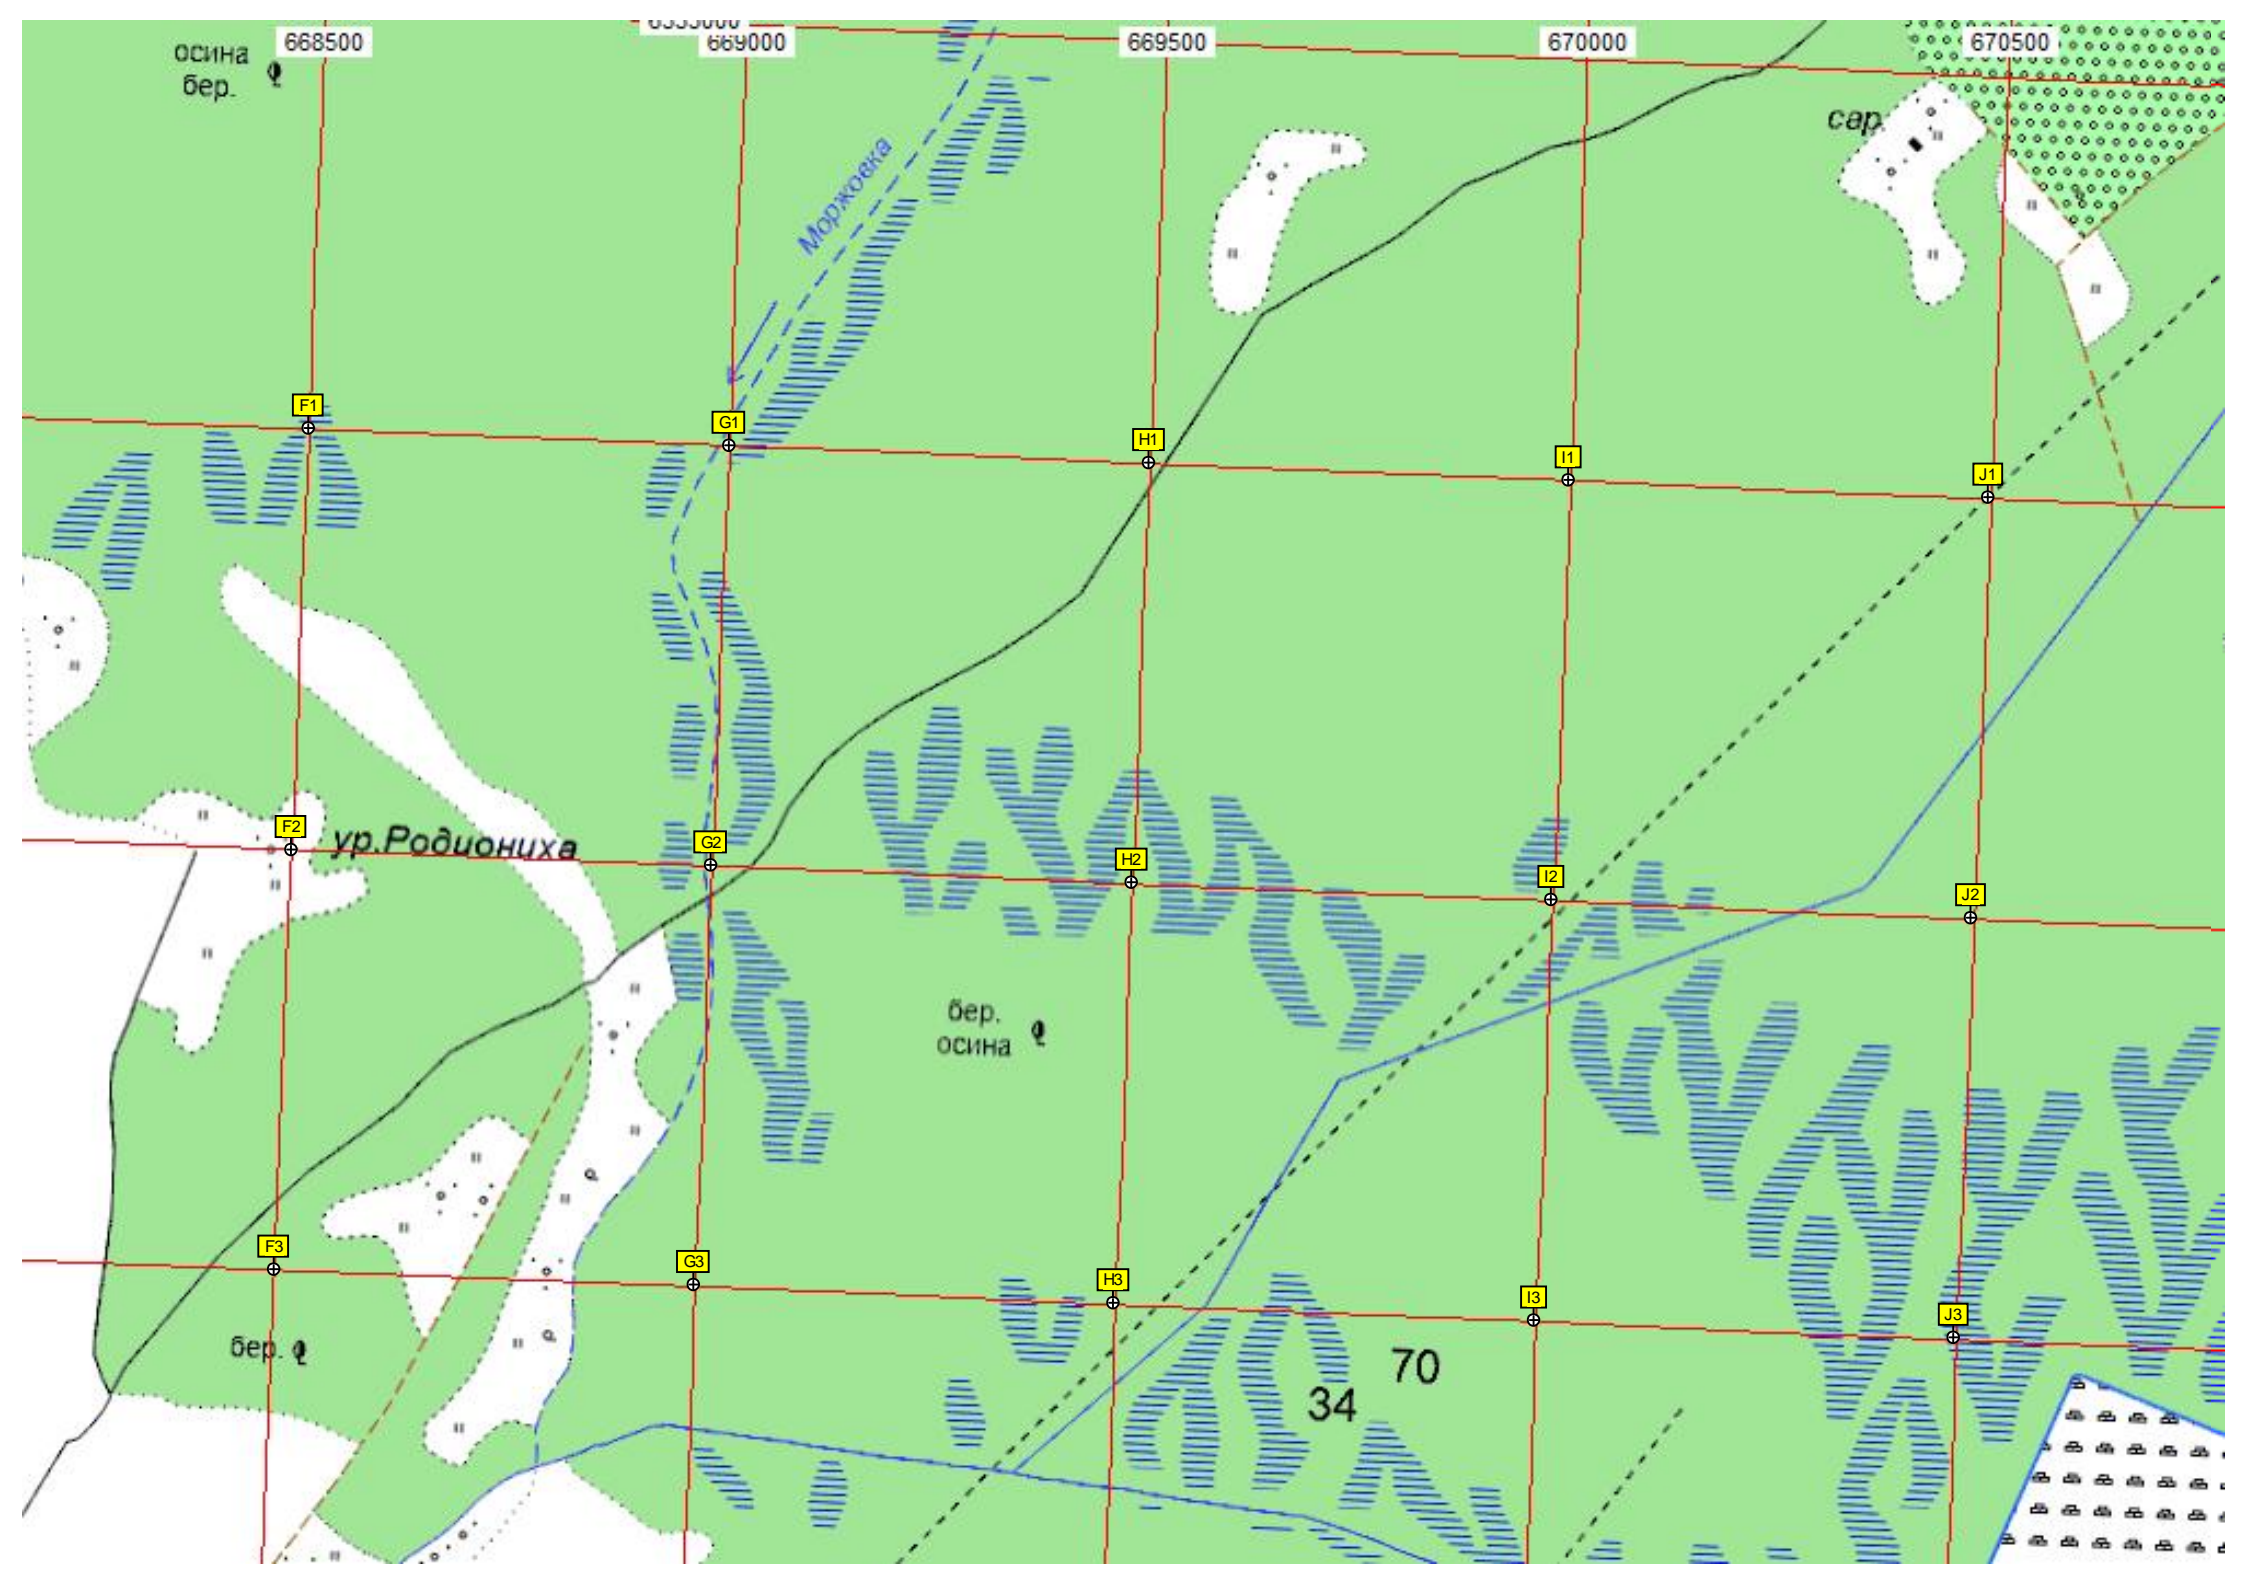 6555000
668500
669000
669500
670000
670500
осина
бер.
сар.
Моржовка
F1
G1
H1
I1
J1
F2
ур.Родиониха
G2
H2
I2
J2
бер.
осина
F3
G3
H3
I3
J3
бер.
70
34